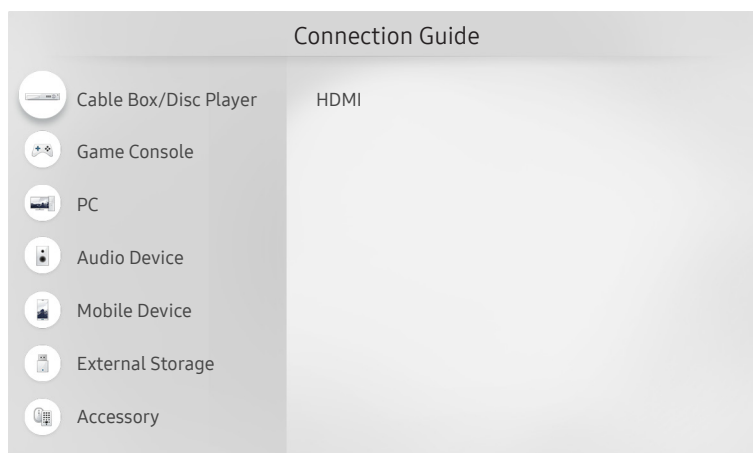 Connection Guide
Cable Box/Disc Player
HDMI
Game Console
PC
Audio Device
Mobile Device
External Storage
Accessory